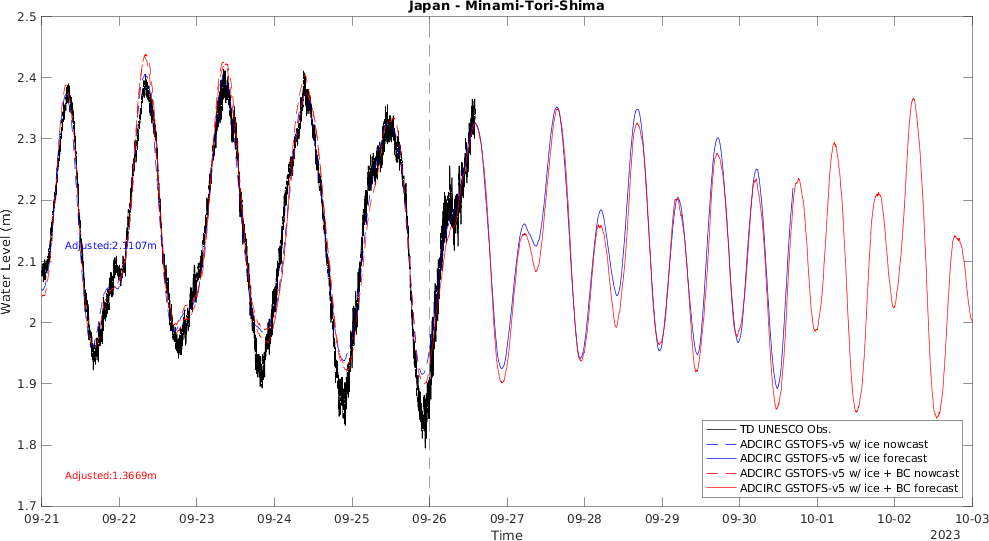 Japan - Minami-Tori-Shima
2.5
2.4
2.3
2.2
2.1
2
1.9
1.8
1.7
Water Level (m)
Adjusted:2.1107m
Adjusted:1.3669m
TD UNESCO Obs.
ADCIRC GSTOFS-v5 w/ ice nowcast
ADCIRC GSTOFS-v5 w/ ice forecast
ADCIRC GSTOFS-v5 w/ ice + BC nowcast
ADCIRC GSTOFS-v5 w/ ice + BC forecast
09-21 09-22 09-23 09-24 09-25 09-26 09-27 09-28 09-29 09-30 10-01 10-02 10-03
Time
2023